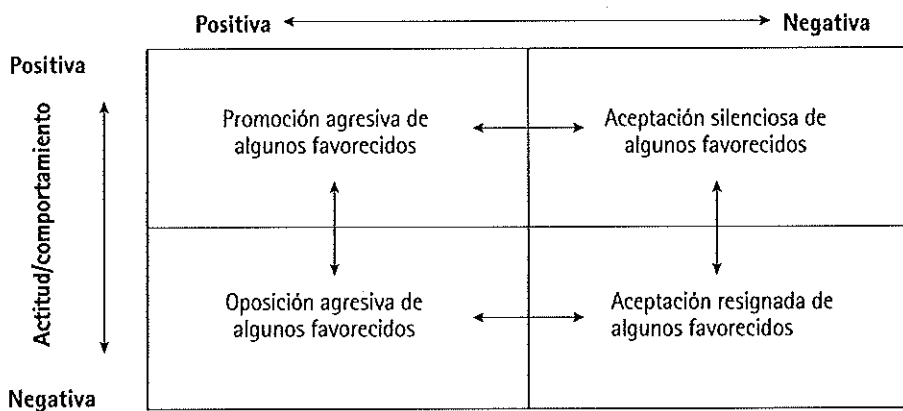 Positiva
Negativa
Positiva
Actitud/comportamiento
Promoción agresiva de
algunos favorecidos
Aceptación silenciosa de
algunos favorecidos
Oposición agresiva de
algunos favorecidos
Aceptación resignada de
algunos favorecidos
Negativa